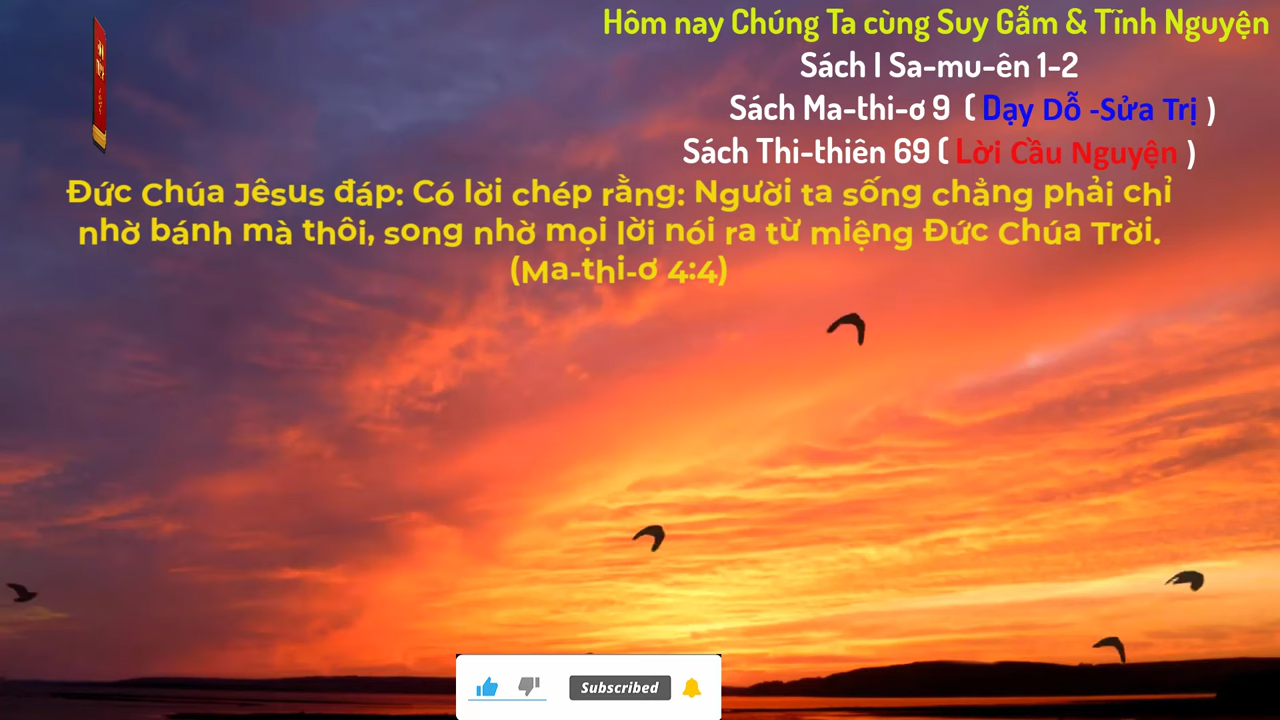 Hôm nay Chúng Ta cùng Suy Gẫm & Tĩnh Nguyện
Sách I Sa-mu-ên 1-2
Sách Ma-thi-ơ 9 ( Dạy Dỗ -Sửa Trị )
Sách Thi-thiên 69 ( Lời Cầu Nguyện )
Đức Chúa Jêsus đáp: Có lời chép rằng: Người ta sống chẳng phải chỉ
nhờ bánh mà thôi, song nhờ mọi lời nói ra từ miệng Đức Chúa Trời.
(Ma-thi-ơ 4:4)
Subscribed